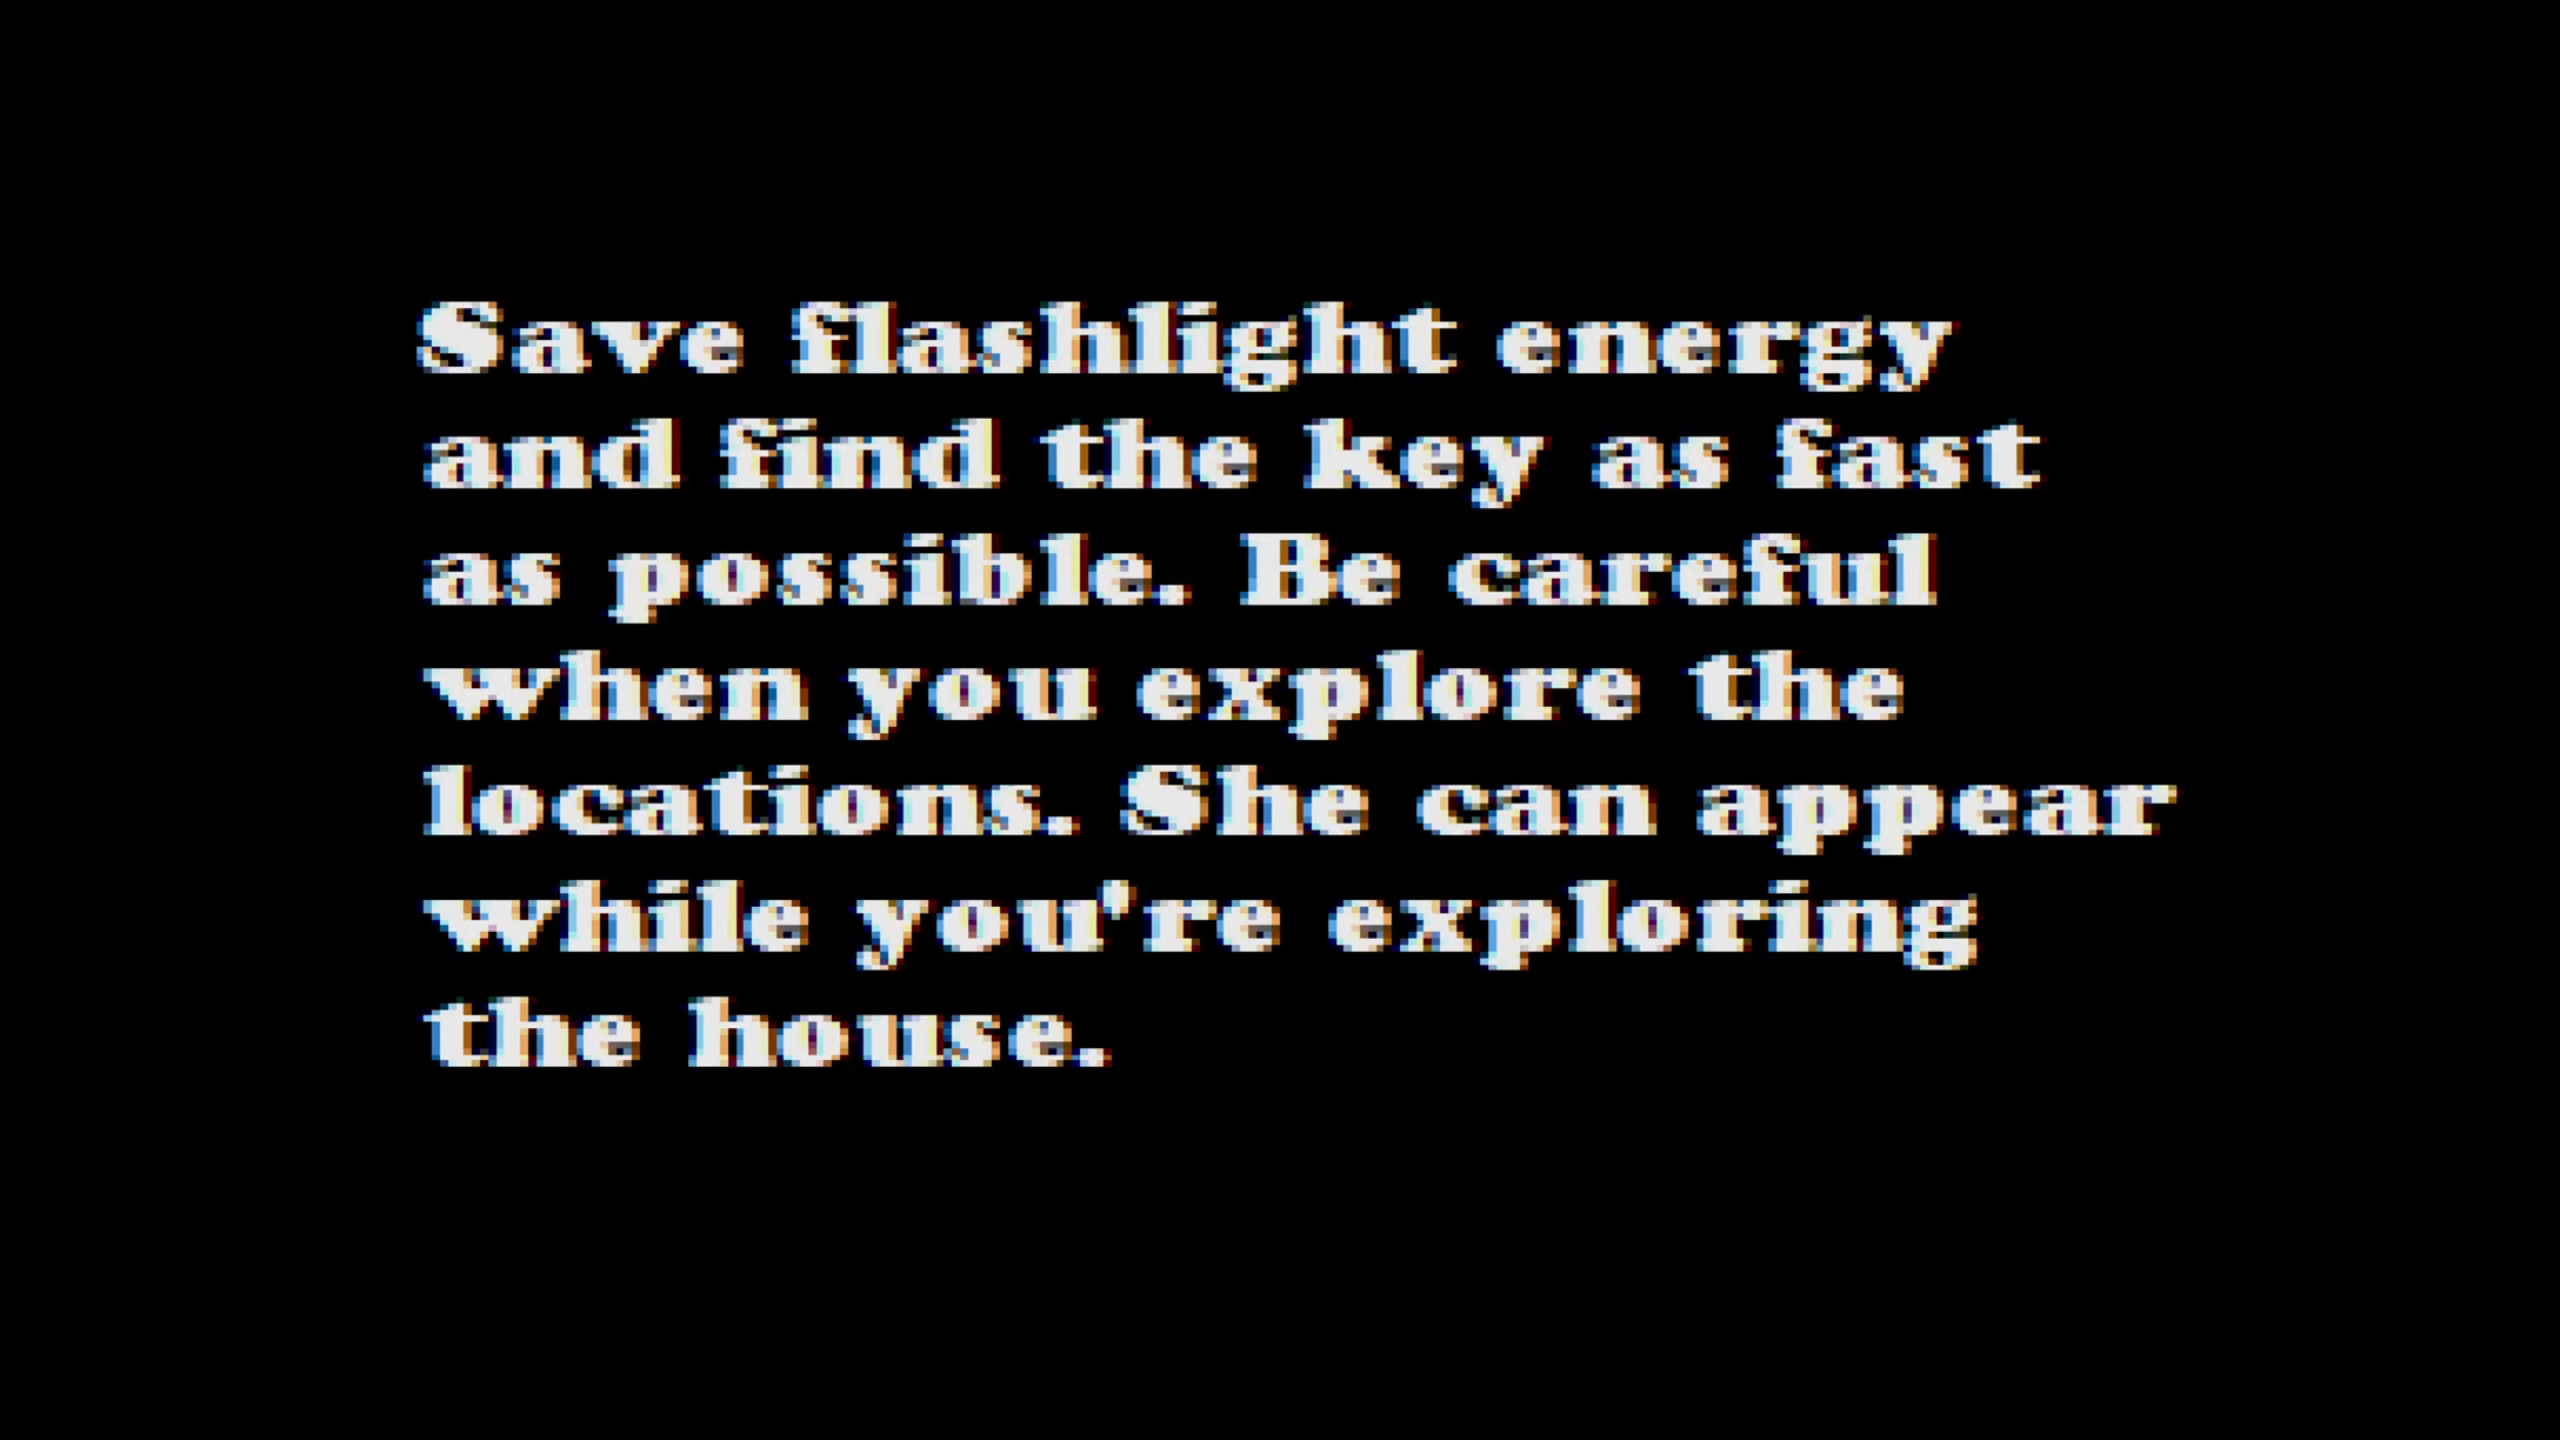 Save flashlight energy
and find the key as fast
as possible. Be careful
when you explore the
locations. She can appear
while you're exploring
the house.